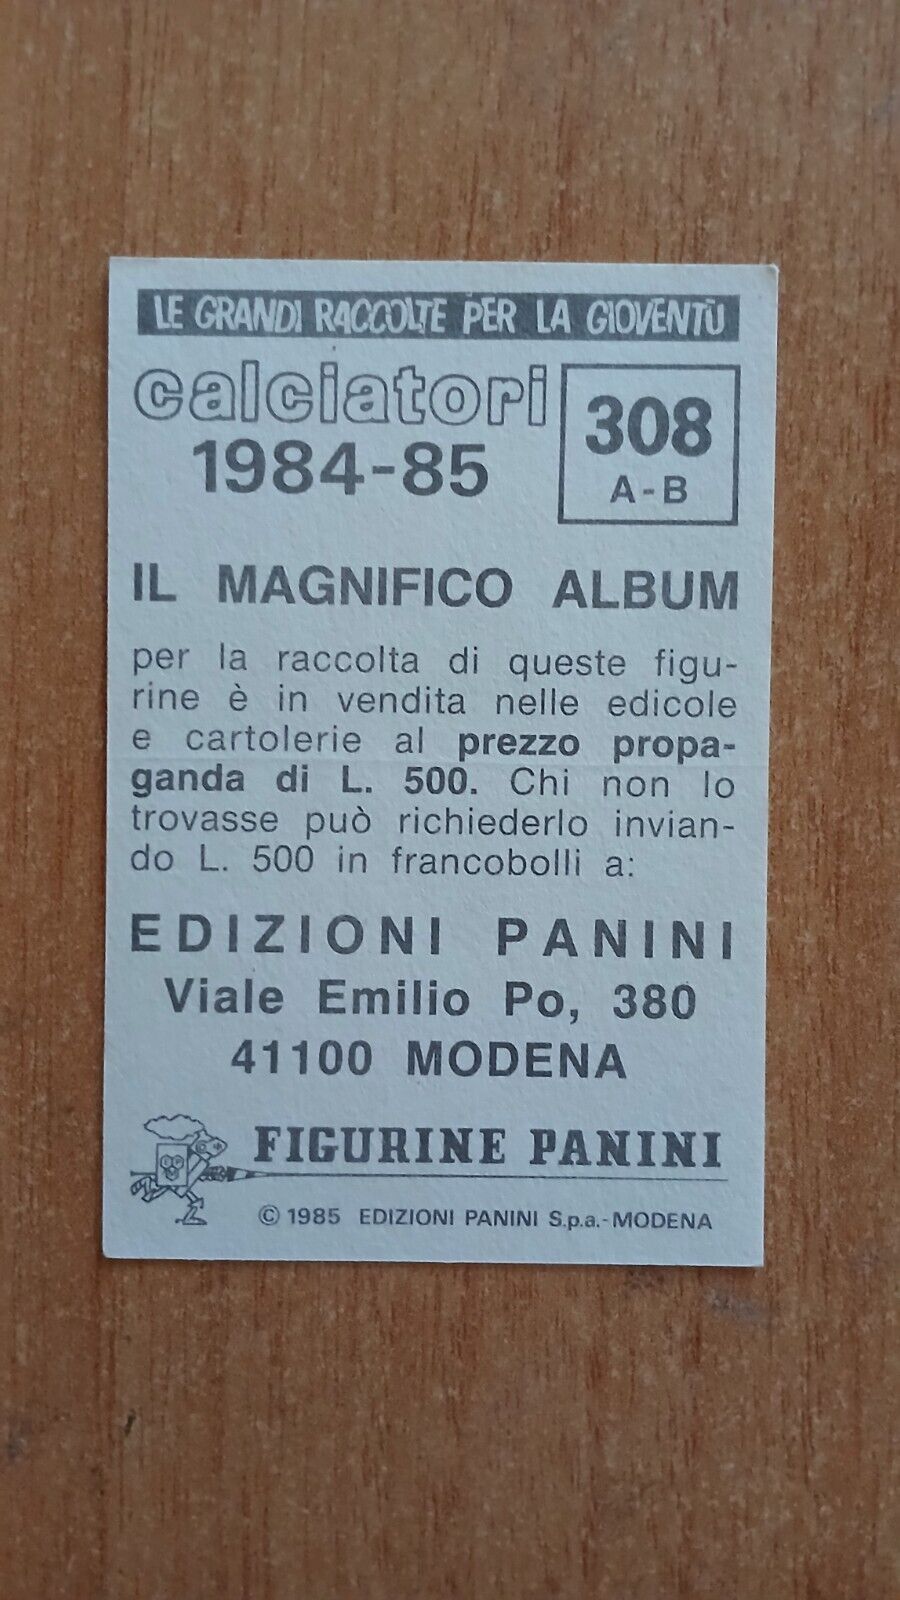 LE GRANDI RACCOLTE PER LA GIOVENTÙ
calciatori
1984-85
308
A-B
IL MAGNIFICO ALBUM
per la raccolta di queste figu-
rine è in vendita nelle edicole
e cartolerie al prezzo propa-
ganda di L. 500. Chi non lo
trovasse può richiederlo invian-
do L. 500 in francobolli a:
EDIZIONI PANINI
Viale Emilio Po, 380
41100 MODENA
FIGURINE PANINI
© 1985 EDIZIONI PANINI S.p.a.-MODENA